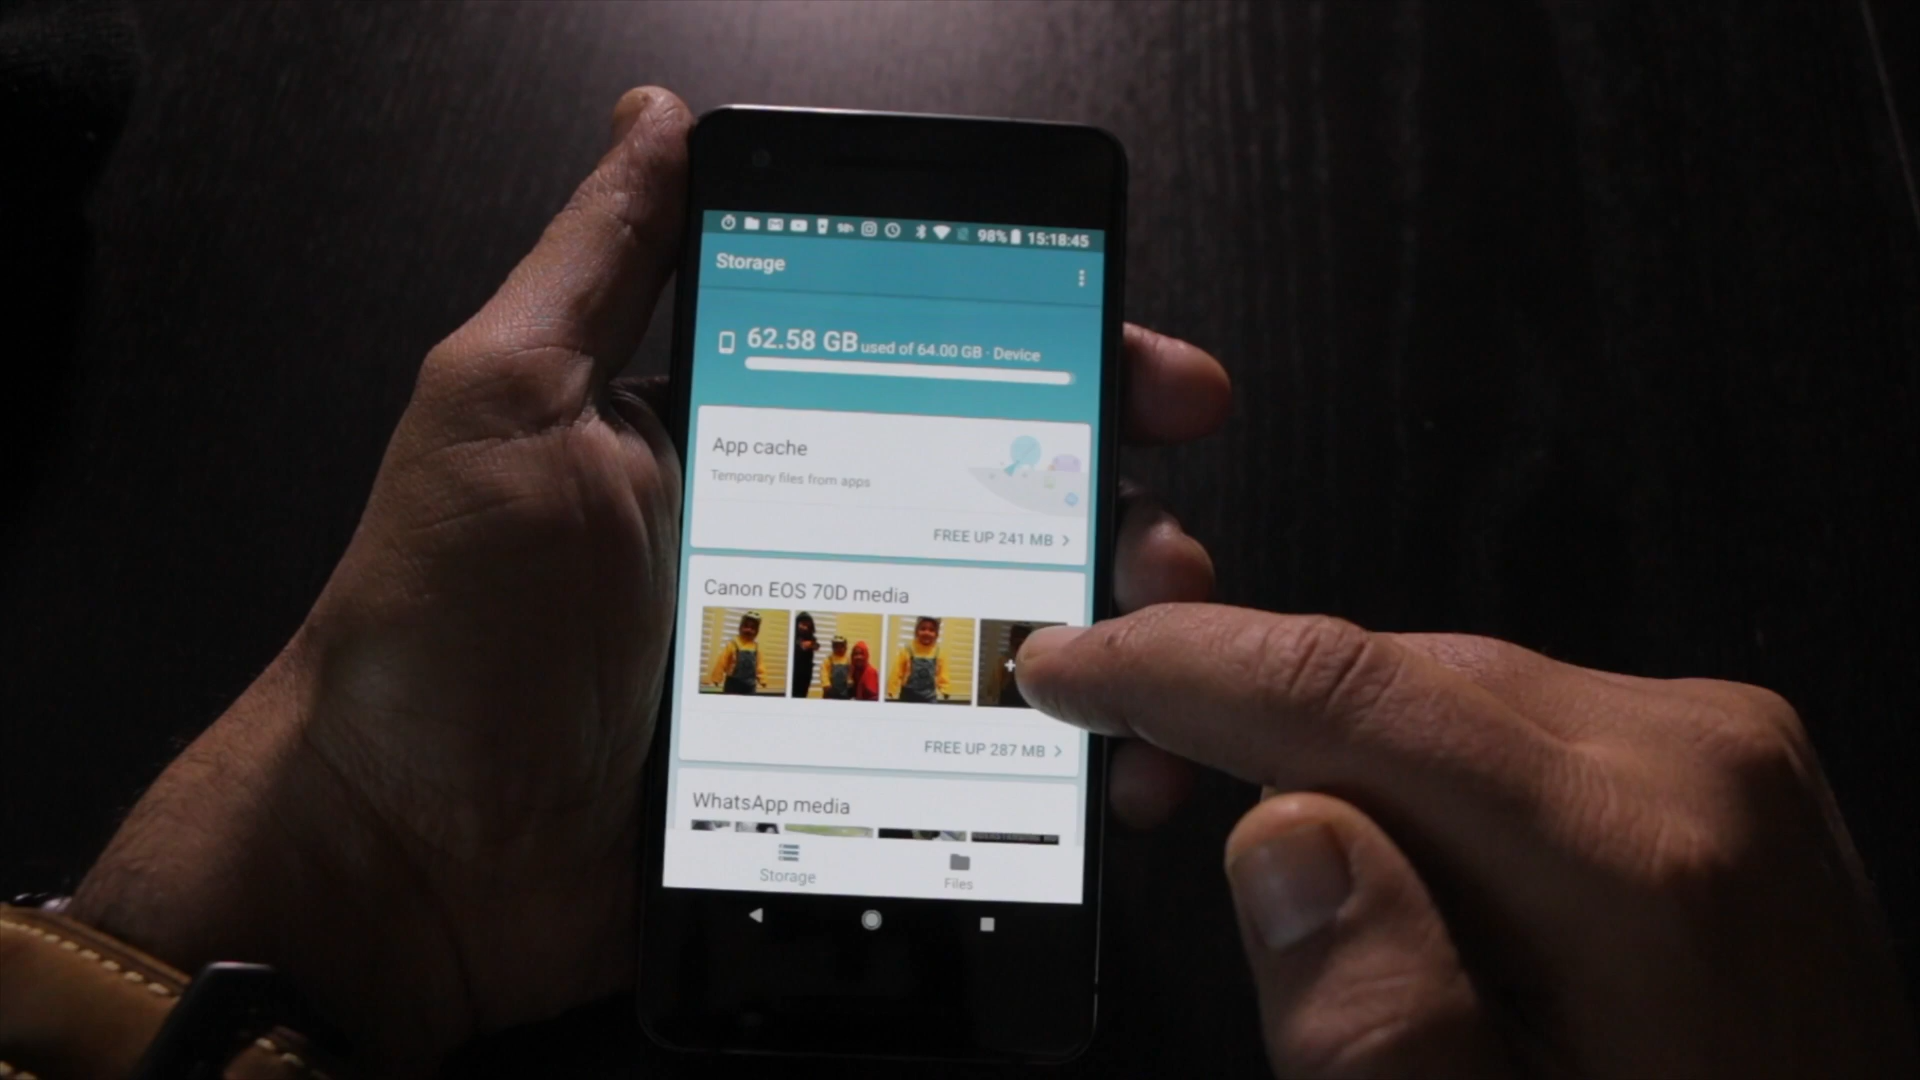 98% 15:18:45
Storage
62.58 GB used of 64.00 GB · Device
App cache
Temporary files from apps
FREE UP 241 MB >
Canon EOS 70D media
+
FREE UP 287 MB >
WhatsApp media
Storage Files